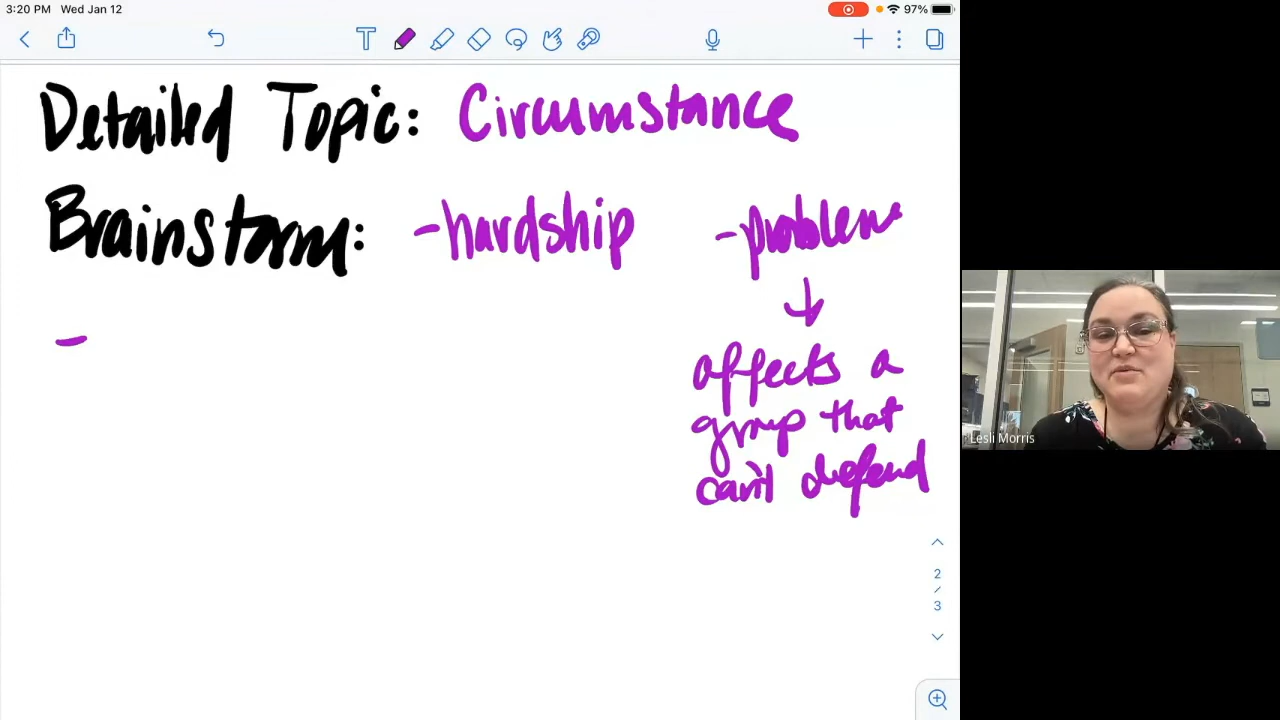 3:20 PM Wed Jan 12
97%
Detailed Topic: Circumstance
Brainstorm: -hardship -problem
-
affects a
group that
can't defend
Lesli Morris
2
/
3